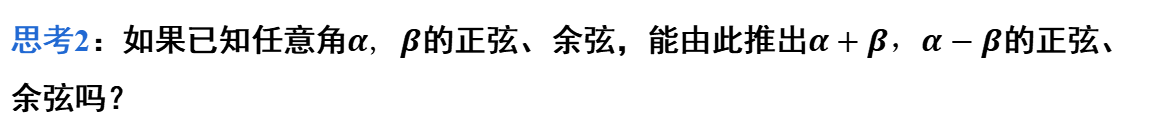 思考2：如果已知任意角α, β的正弦、余弦，能由此推出α + β，α − β的正弦、
余弦吗？